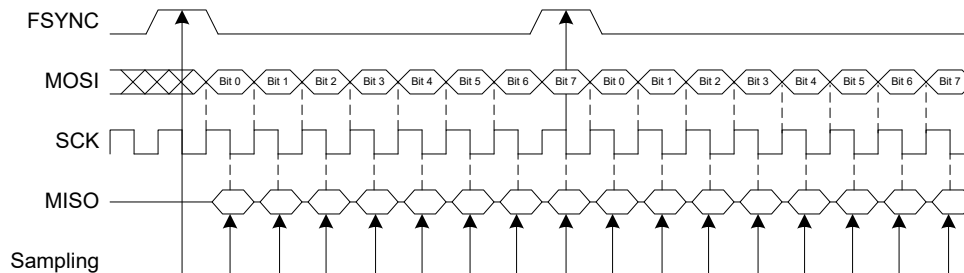 FSYNC
MOSI Bit 0 Bit 1 Bit 2 Bit 3 Bit 4 Bit 5 Bit 6 Bit 7 Bit 0 Bit 1 Bit 2 Bit 3 Bit 4 Bit 5 Bit 6 Bit 7
SCK
MISO
Sampling